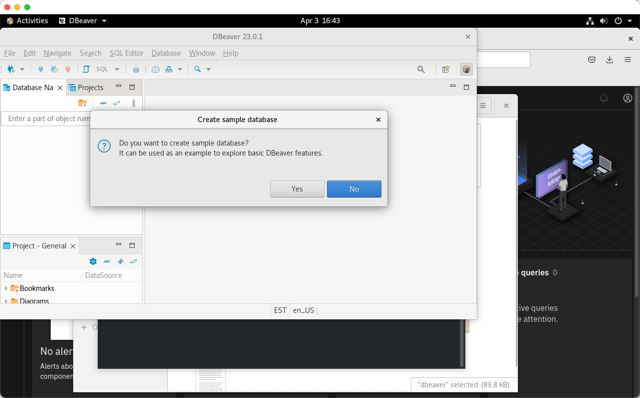 Activities
DBeaver
Apr 3 16:43
DBeaver 23.0.1
File Edit Navigate Search SQL Editor Database Window Help
SQL
Database Na
Projects
Enter a part of object name
Create sample database
Do you want to create sample database?
It can be used as an example to explore basic DBeaver features.
Yes
No
Project - General
Name
DataSource
Bookmarks
Diagrams
EST
en_US
e queries 0
tive queries
e attention.
No aler
Alerts abo
componen
"dbeaver" selected (89.8 kB)